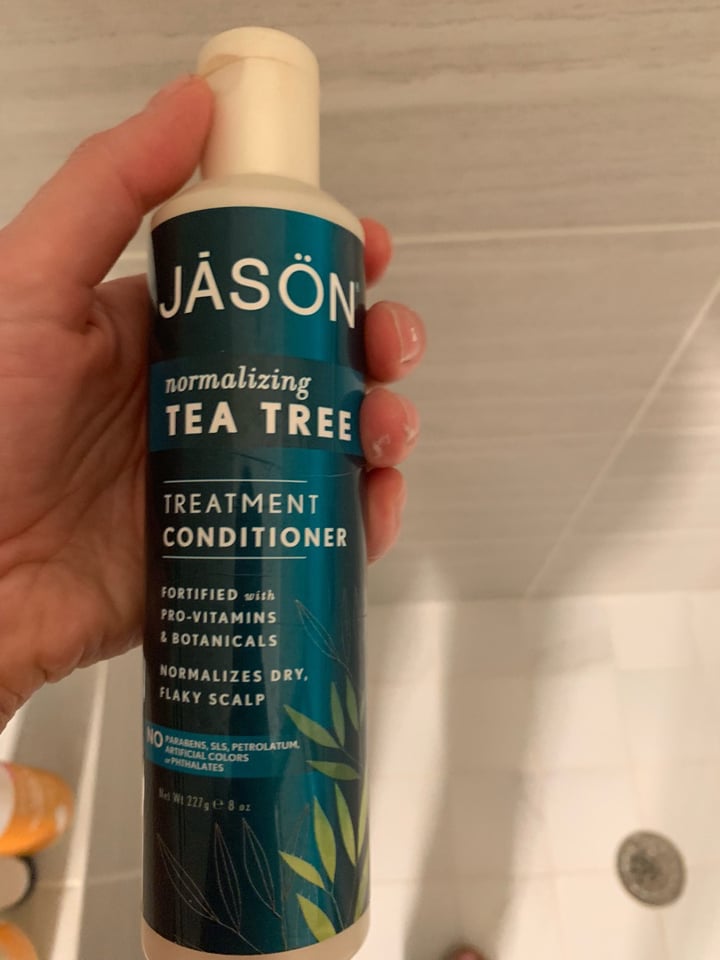 JĀSÖN
normalizing
TEA TREE
TREATMENT
CONDITIONER
FORTIFIED with
PRO-VITAMINS
& BOTANICALS
NORMALIZES DRY,
FLAKY SCALP
NO PARABENS, SLS, PETROLATUM,
ARTIFICIAL COLORS
or PHTHALATES
Net Wt 227g ℮ 8 oz